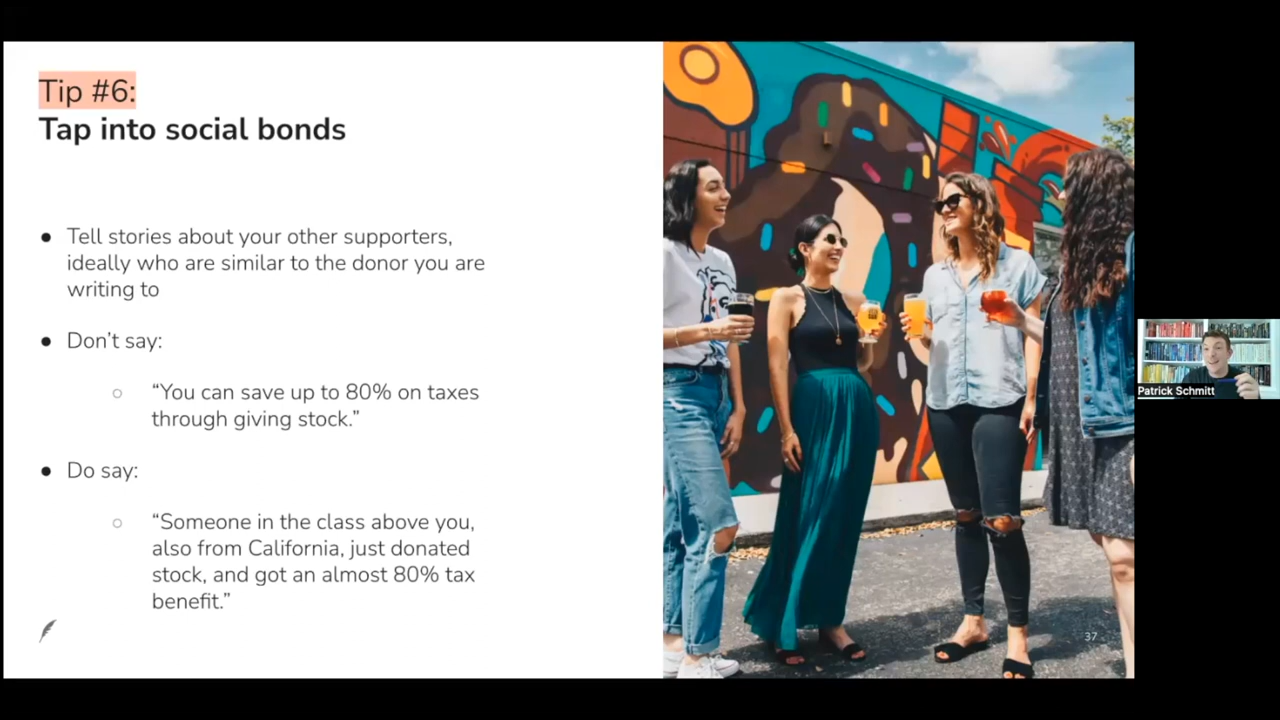 Tip #6:
Tap into social bonds
● Tell stories about your other supporters,
ideally who are similar to the donor you are
writing to
● Don’t say:
○ “You can save up to 80% on taxes
through giving stock.”
● Do say:
○ “Someone in the class above you,
also from California, just donated
stock, and got an almost 80% tax
benefit.”
37
Patrick Schmitt